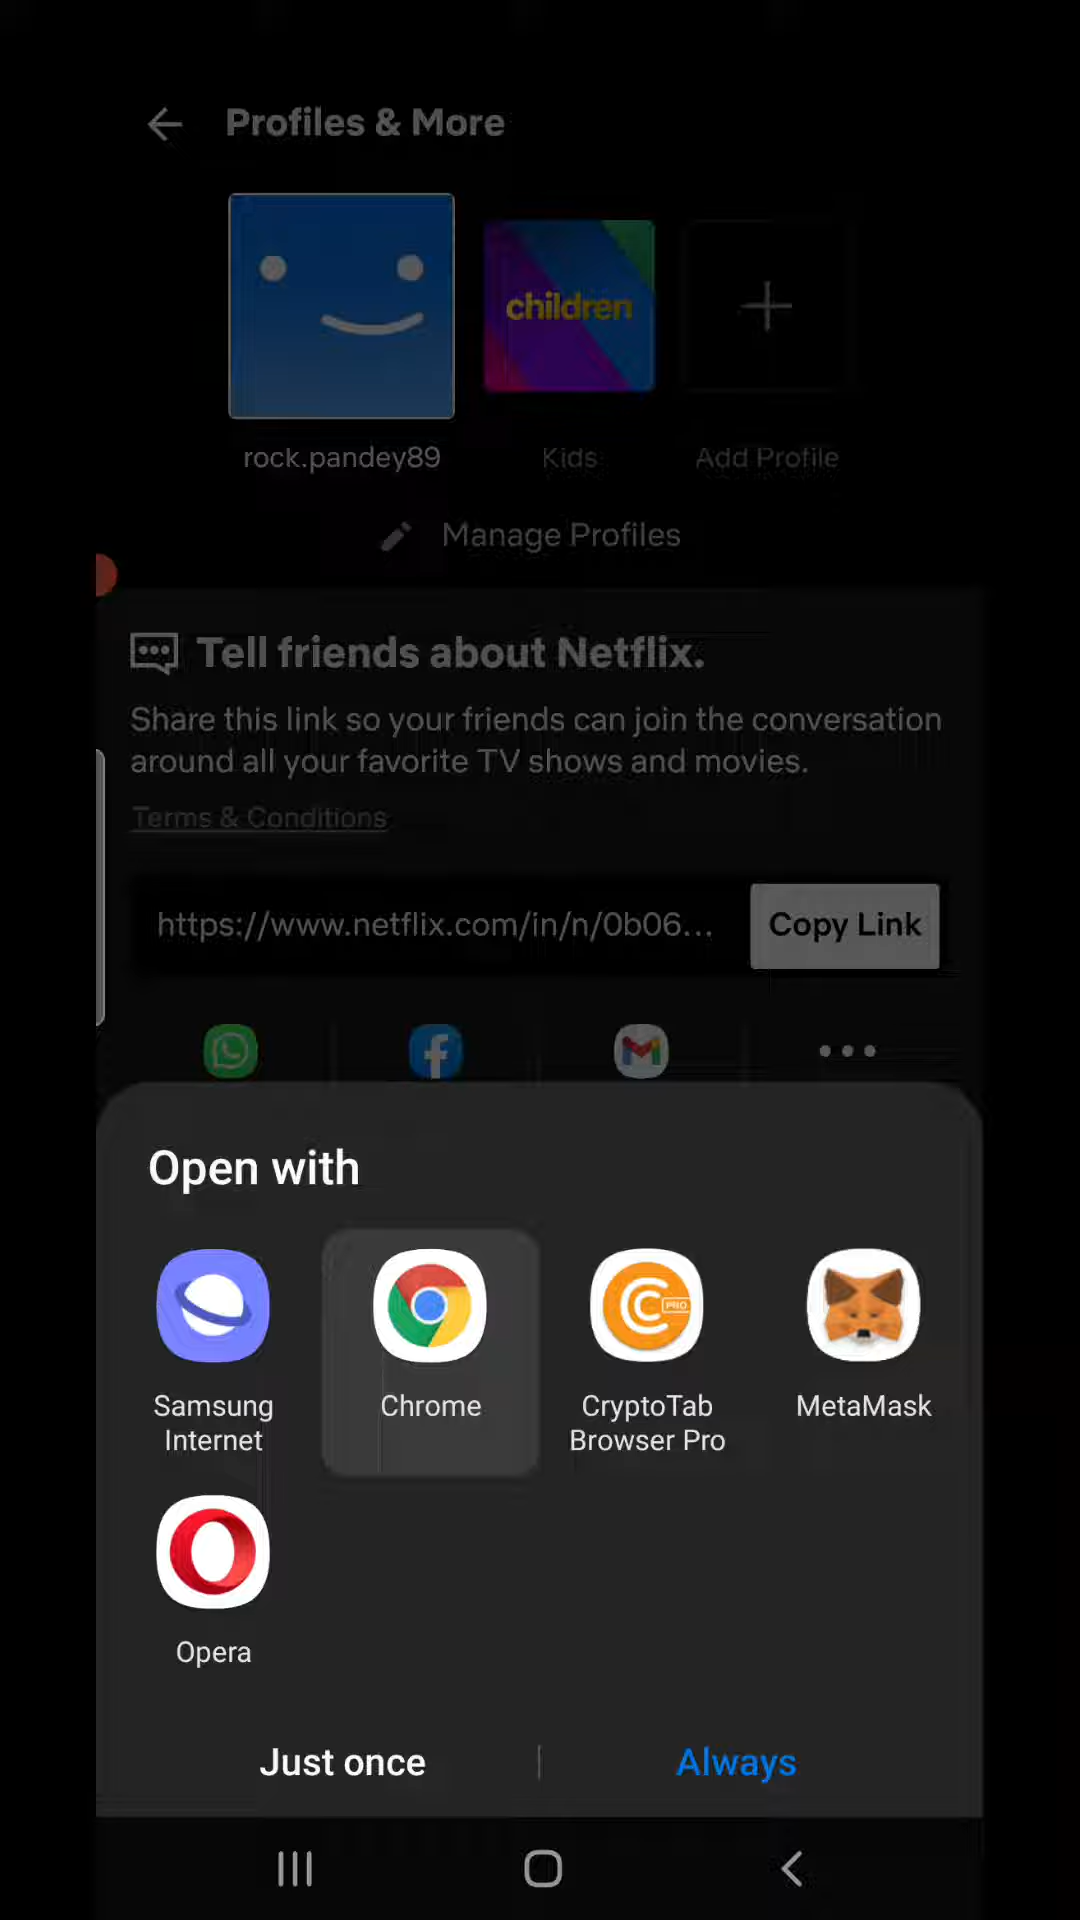 Profiles & More
children
rock.pandey89
Kids
Add Profile
Manage Profiles
Tell friends about Netflix.
Share this link so your friends can join the conversation
around all your favorite TV shows and movies.
Terms & Conditions
https://www.netflix.com/in/n/0b06...
Copy Link
Open with
PRO
Samsung
Internet
Chrome
CryptoTab
Browser Pro
MetaMask
Opera
Just once
Always